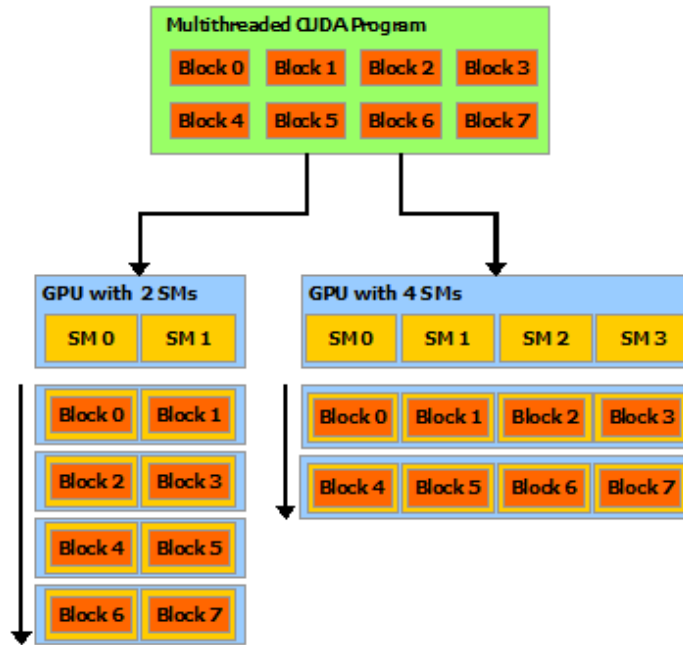 Multithreaded CUDA Program
Block 0 Block 1 Block 2 Block 3
Block 4 Block 5 Block 6 Block 7
GPU with 2 SMs
SM 0 SM 1
Block 0 Block 1
Block 2 Block 3
Block 4 Block 5
Block 6 Block 7
GPU with 4 SMs
SM 0 SM 1 SM 2 SM 3
Block 0 Block 1 Block 2 Block 3
Block 4 Block 5 Block 6 Block 7